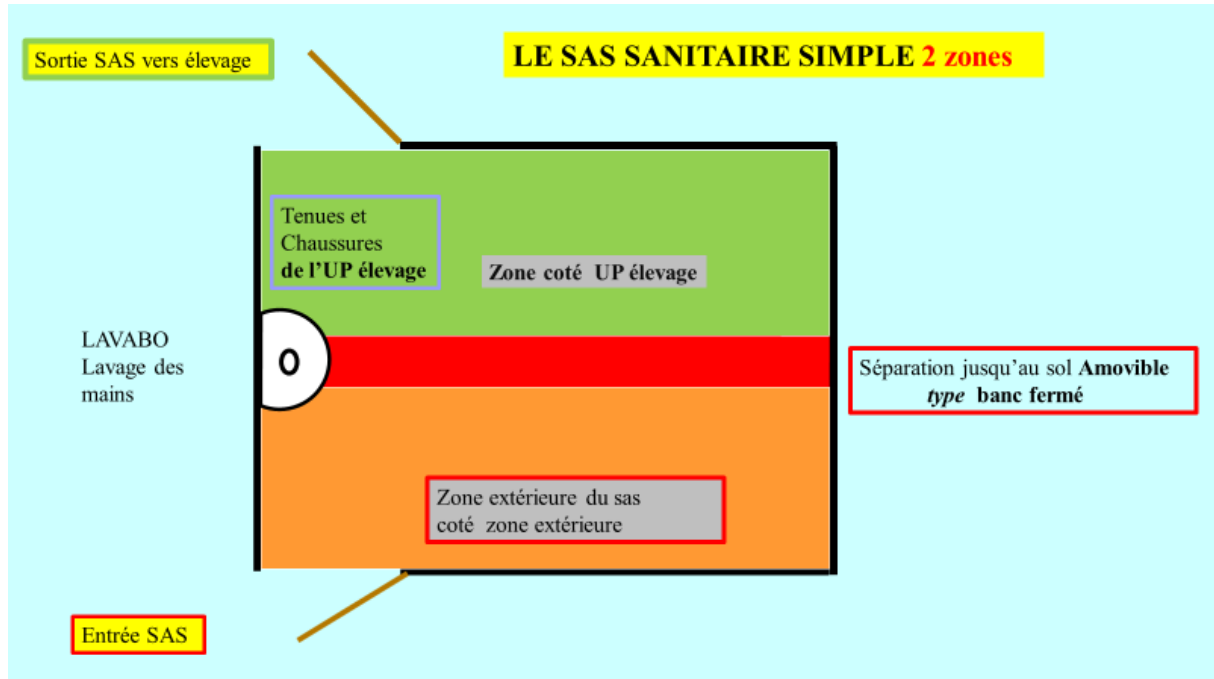 Sortie SAS vers élevage
LE SAS SANITAIRE SIMPLE 2 zones
Tenues et
Chaussures
de l'UP élevage
Zone coté UP élevage
LAVABO
Lavage des
mains
Séparation jusqu'au sol Amovible
type banc fermé
Zone extérieure du sas
coté zone extérieure
Entrée SAS